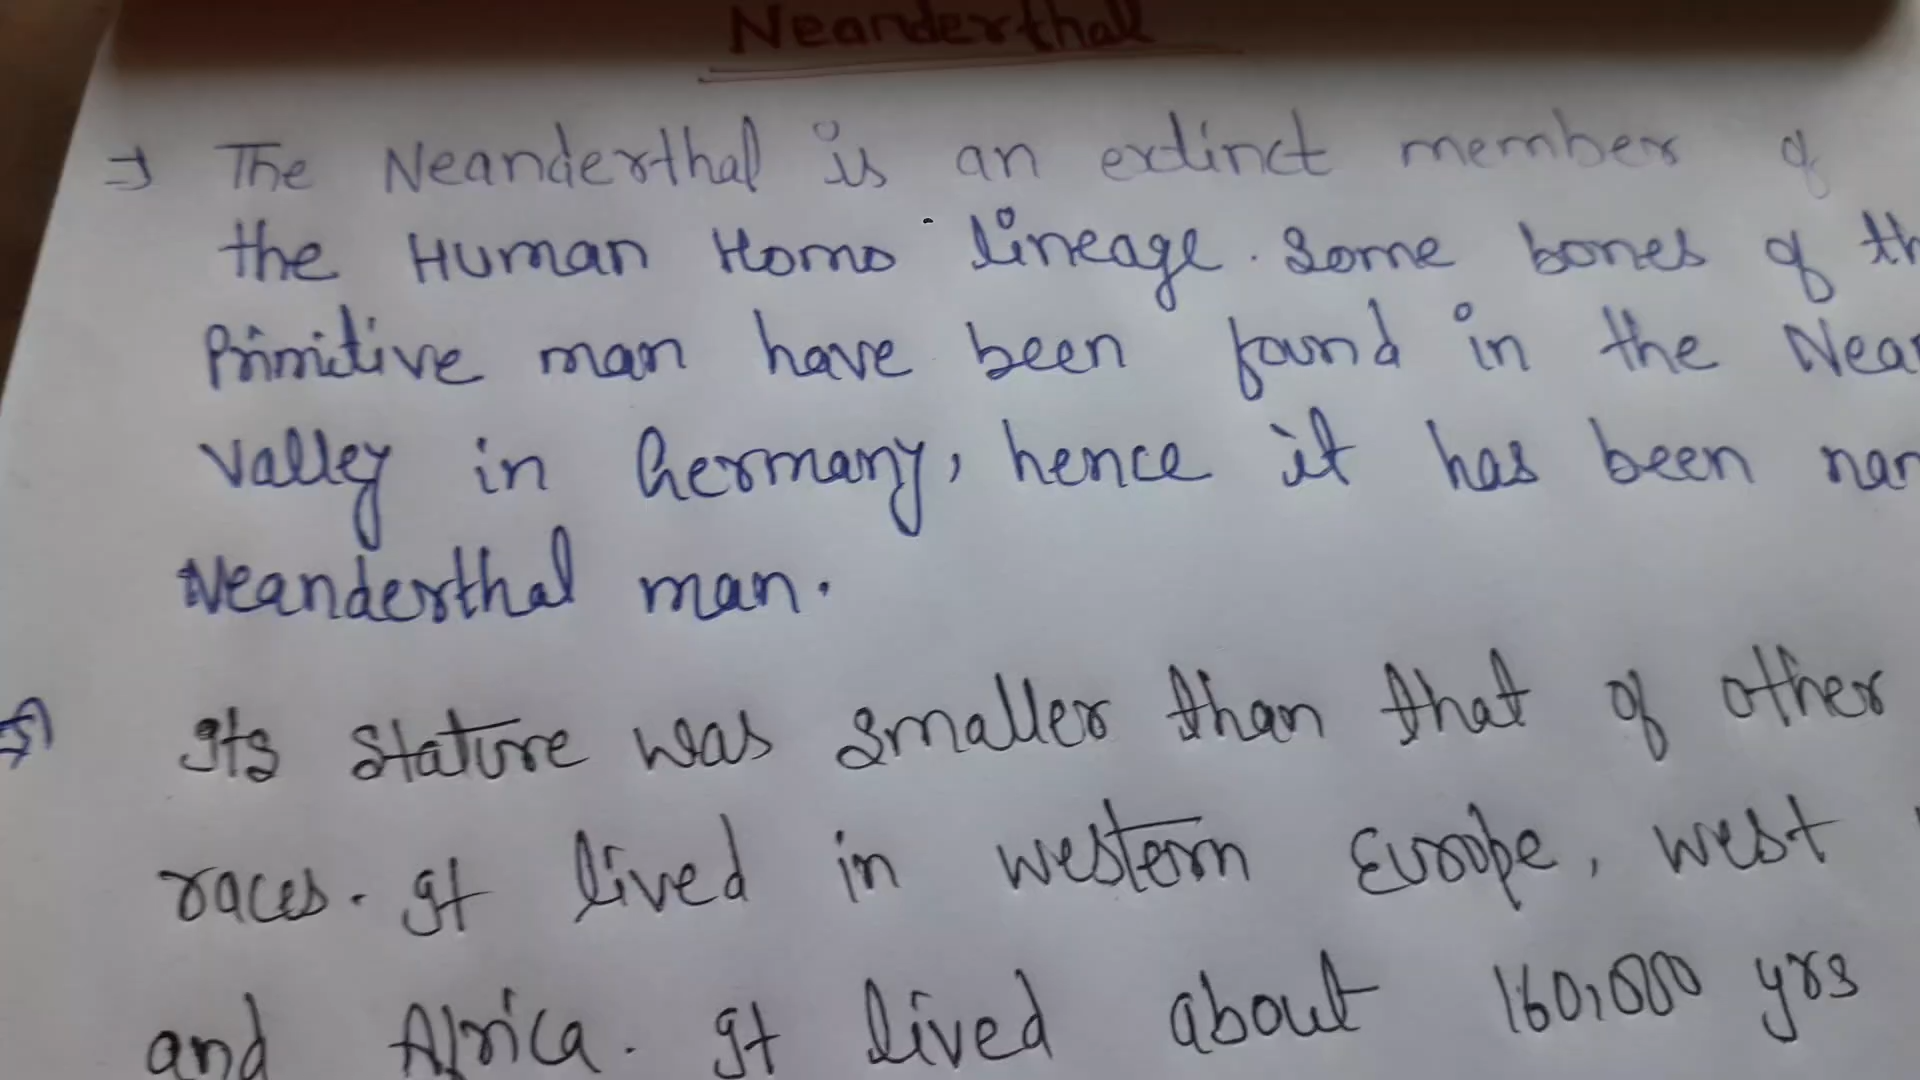 Neanderthal
⇒ The Neanderthal is an extinct member of
the Human Homo lineage. Some bones of th
Primitive man have been found in the Near
valley in Germany, hence it has been nam
Neanderthal man.
⇒ Its stature was smaller than that of other
races. It lived in western Europe, west
and Africa. It lived about 160,000 yrs